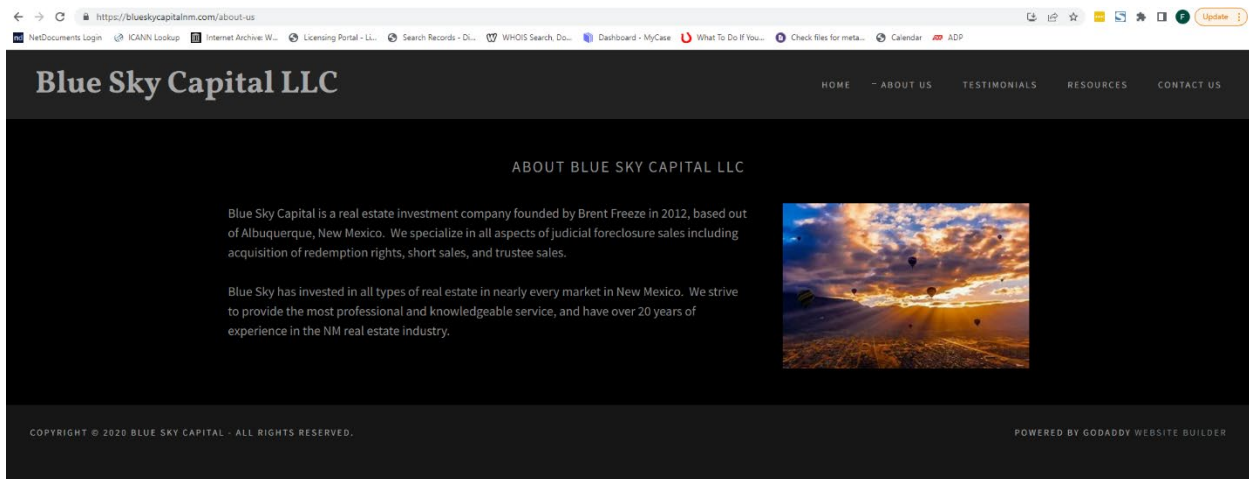 https://blueskycapitalnm.com/about-us
Update
nd NetDocuments Login ICANN Lookup Internet Archive: W... Licensing Portal - Li... Search Records - Di... WHOIS Search, Do... Dashboard - MyCase What To Do If You... Check files for meta... Calendar ADP
Blue Sky Capital LLC
HOME ABOUT US TESTIMONIALS RESOURCES CONTACT US
ABOUT BLUE SKY CAPITAL LLC
Blue Sky Capital is a real estate investment company founded by Brent Freeze in 2012, based out
of Albuquerque, New Mexico. We specialize in all aspects of judicial foreclosure sales including
acquisition of redemption rights, short sales, and trustee sales.
Blue Sky has invested in all types of real estate in nearly every market in New Mexico. We strive
to provide the most professional and knowledgeable service, and have over 20 years of
experience in the NM real estate industry.
COPYRIGHT © 2020 BLUE SKY CAPITAL - ALL RIGHTS RESERVED.
POWERED BY GODADDY WEBSITE BUILDER